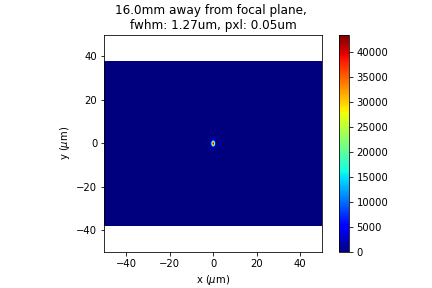 16.0mm away from focal plane,
fwhm: 1.27um, pxl: 0.05um
40
20
0
−20
−40
y (μm)
−40 −20 0 20 40
x (μm)
40000
35000
30000
25000
20000
15000
10000
5000
0